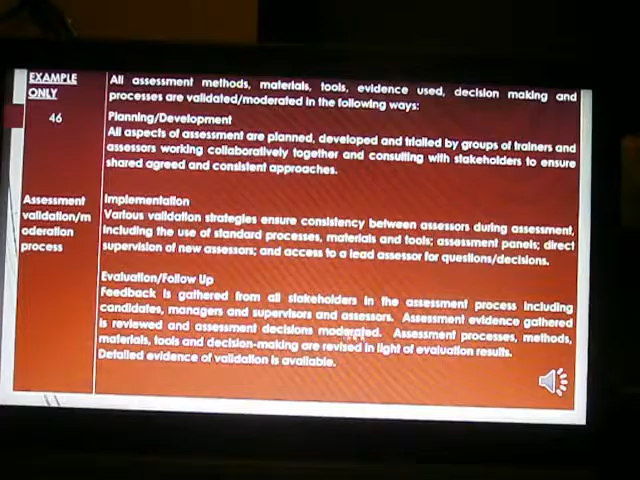 EXAMPLE
ONLY
46
Assessment
validation/m
oderation
process
All assessment methods, materials, tools, evidence used, decision making and
processes are validated/moderated in the following ways:
Planning/Development
All aspects of assessment are planned, developed and trialled by groups of trainers and
assessors working collaboratively together and consulting with stakeholders to ensure
shared agreed and consistent approaches.
Implementation
Various validation strategies ensure consistency between assessors during assessment,
including the use of standard processes, materials and tools; assessment panels; direct
supervision of new assessors; and access to a lead assessor for questions/decisions.
Evaluation/Follow Up
Feedback is gathered from all stakeholders in the assessment process including
candidates, managers and supervisors and assessors. Assessment evidence gathered
is reviewed and assessment decisions moderated. Assessment processes, methods,
materials, tools and decision-making are revised in light of evaluation results.
Detailed evidence of validation is available.